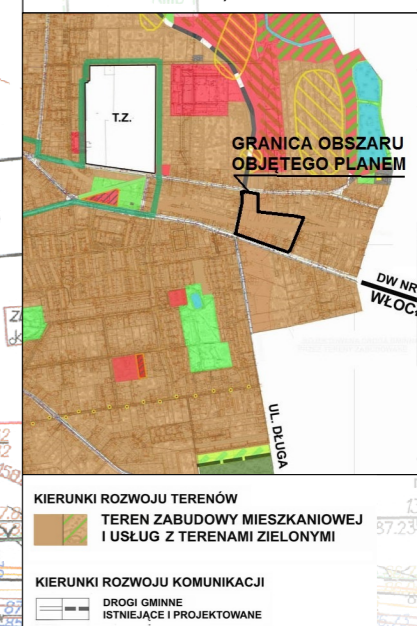 T.Z.
GRANICA OBSZARU
OBJĘTEGO PLANEM
DW NR
WŁOC
UL. DŁUGA
KIERUNKI ROZWOJU TERENÓW
TEREN ZABUDOWY MIESZKANIOWEJ
I USŁUG Z TERENAMI ZIELONYMI
KIERUNKI ROZWOJU KOMUNIKACJI
DROGI GMINNE
ISTNIEJĄCE I PROJEKTOWANE